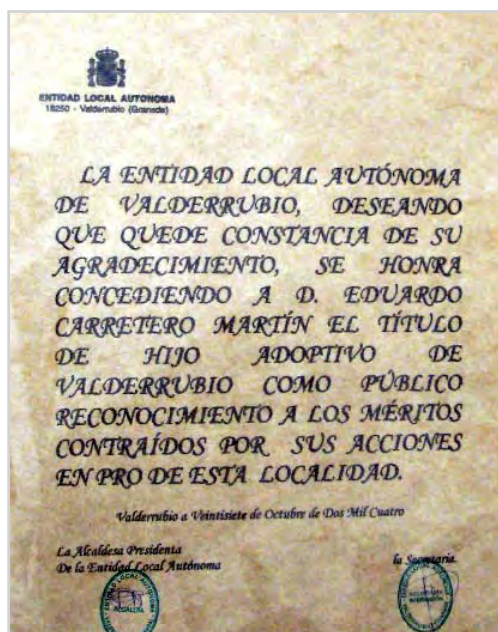 ENTIDAD LOCAL AUTONOMA
18250 - Valderrubio (Granada)
LA ENTIDAD LOCAL AUTÓNOMA
DE VALDERRUBIO, DESEANDO
QUE QUEDE CONSTANCIA DE SU
AGRADECIMIENTO, SE HONRA
CONCEDIENDO A D. EDUARDO
CARRETERO MARTÍN EL TÍTULO
DE HIJO ADOPTIVO DE
VALDERRUBIO COMO PÚBLICO
RECONOCIMIENTO A LOS MÉRITOS
CONTRAÍDOS POR SUS ACCIONES
EN PRO DE ESTA LOCALIDAD.
Valderrubio a Veintisiete de Octubre de Dos Mil Cuatro
La Alcaldesa Presidenta
De la Entidad Local Autónoma
la Secretaria.
ALCALDIA